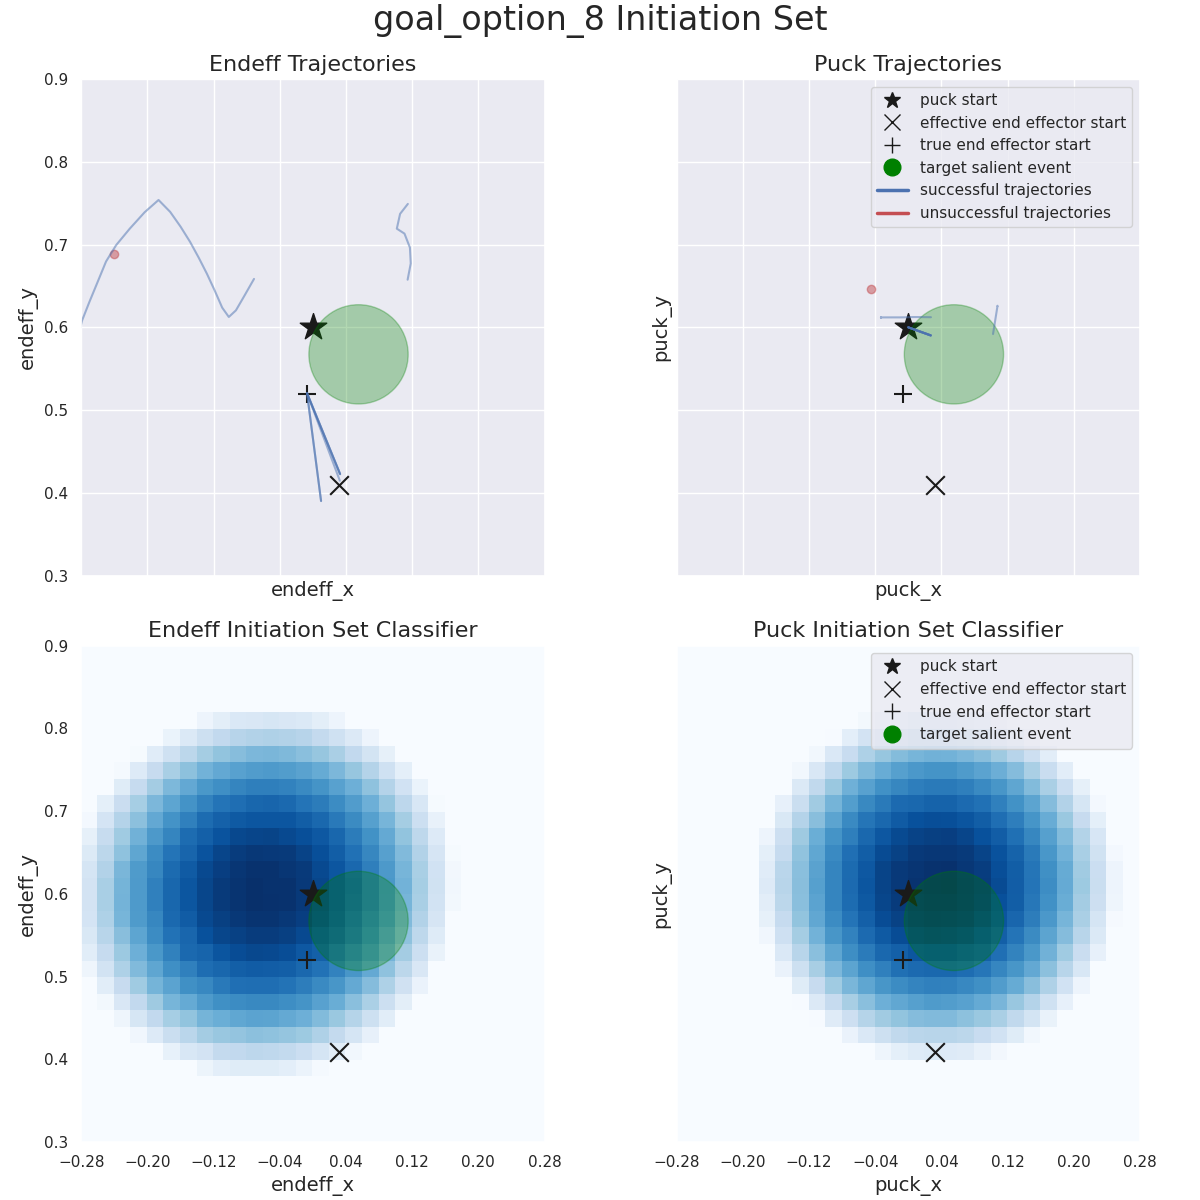 goal_option_8 Initiation Set
Endeff Trajectories
0.9
0.8
0.7
0.6
0.5
0.4
0.3
endeff_y
endeff_x
Puck Trajectories
puck start
effective end effector start
true end effector start
target salient event
successful trajectories
unsuccessful trajectories
puck_y
puck_x
Endeff Initiation Set Classifier
0.9
0.8
0.7
0.6
0.5
0.4
0.3
endeff_y
−0.28 −0.20 −0.12 −0.04 0.04 0.12 0.20 0.28
endeff_x
Puck Initiation Set Classifier
puck start
effective end effector start
true end effector start
target salient event
puck_y
−0.28 −0.20 −0.12 −0.04 0.04 0.12 0.20 0.28
puck_x